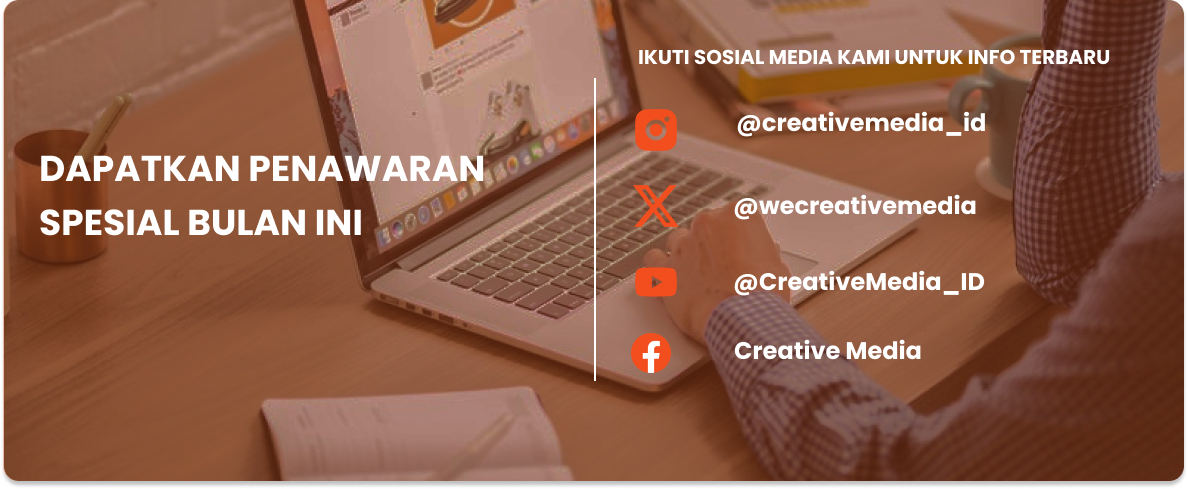 DAPATKAN PENAWARAN
SPESIAL BULAN INI
IKUTI SOSIAL MEDIA KAMI UNTUK INFO TERBARU
@creativemedia_id
@wecreativemedia
@CreativeMedia_ID
Creative Media